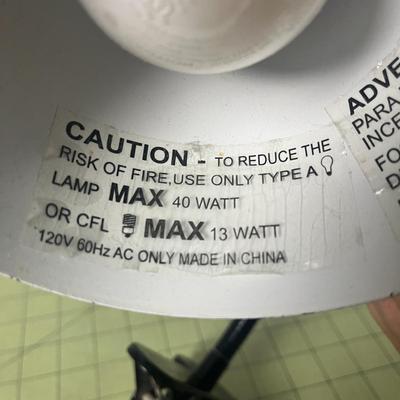 CAUTION - TO REDUCE THE
RISK OF FIRE, USE ONLY TYPE A
LAMP MAX 40 WATT
OR CFL MAX 13 WATT
120V 60Hz AC ONLY MADE IN CHINA
ADVE
PARA
INCE
FO